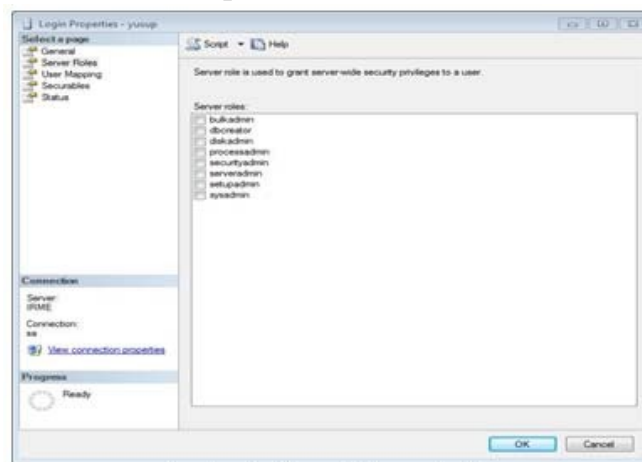 Login Properties - yusup
Select a page
General
Server Roles
User Mapping
Securables
Status
Script
Help
Server role is used to grant server-wide security privileges to a user.
Server roles:
bulkadmin
dbcreator
diskadmin
processadmin
securityadmin
serveradmin
setupadmin
sysadmin
Connection
Server:
IRME
Connection:
sa
View connection properties
Progress
Ready
OK
Cancel